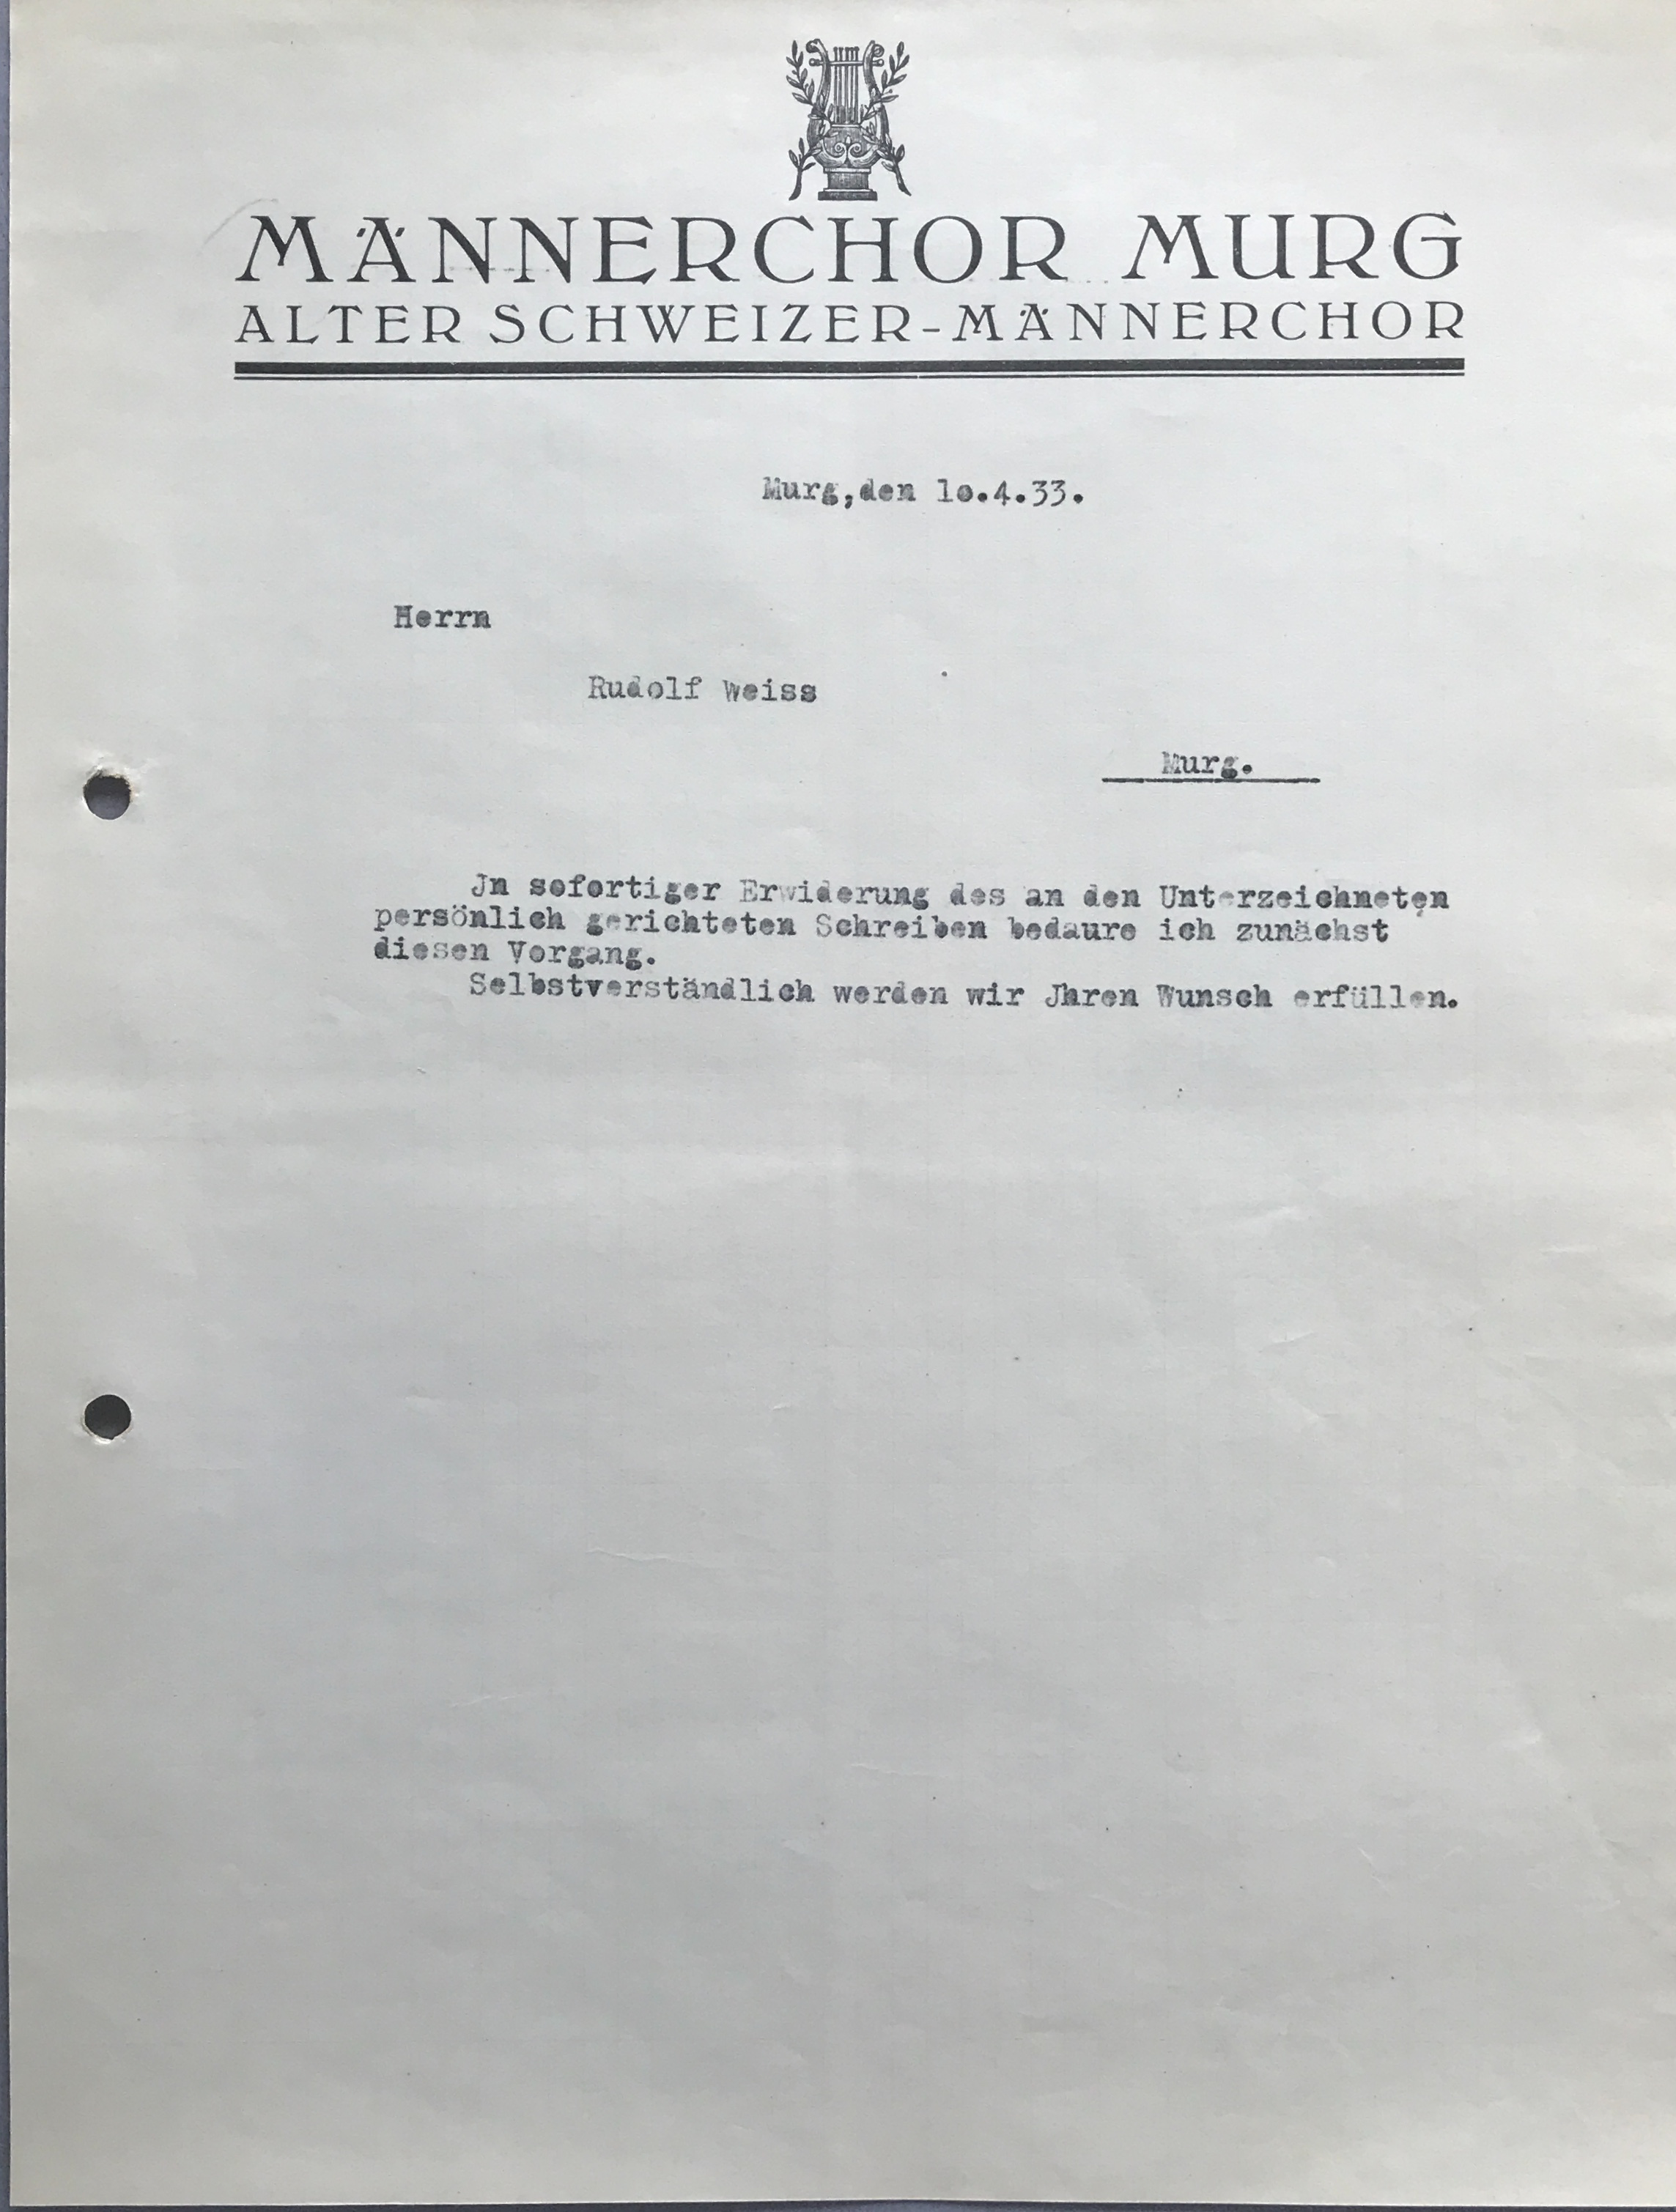 MÄNNERCHOR MURG
ALTER SCHWEIZER-MÄNNERCHOR
Murg,den 1o.4.33.
Herrn
Rudolf Weiss
Murg.
Jn sofortiger Erwiderung des an den Unterzeichneten
persönlich gerichteten Schreiben bedaure ich zunächst
diesen Vorgang.
Selbstverständlich werden wir Jhren Wunsch erfüllen.